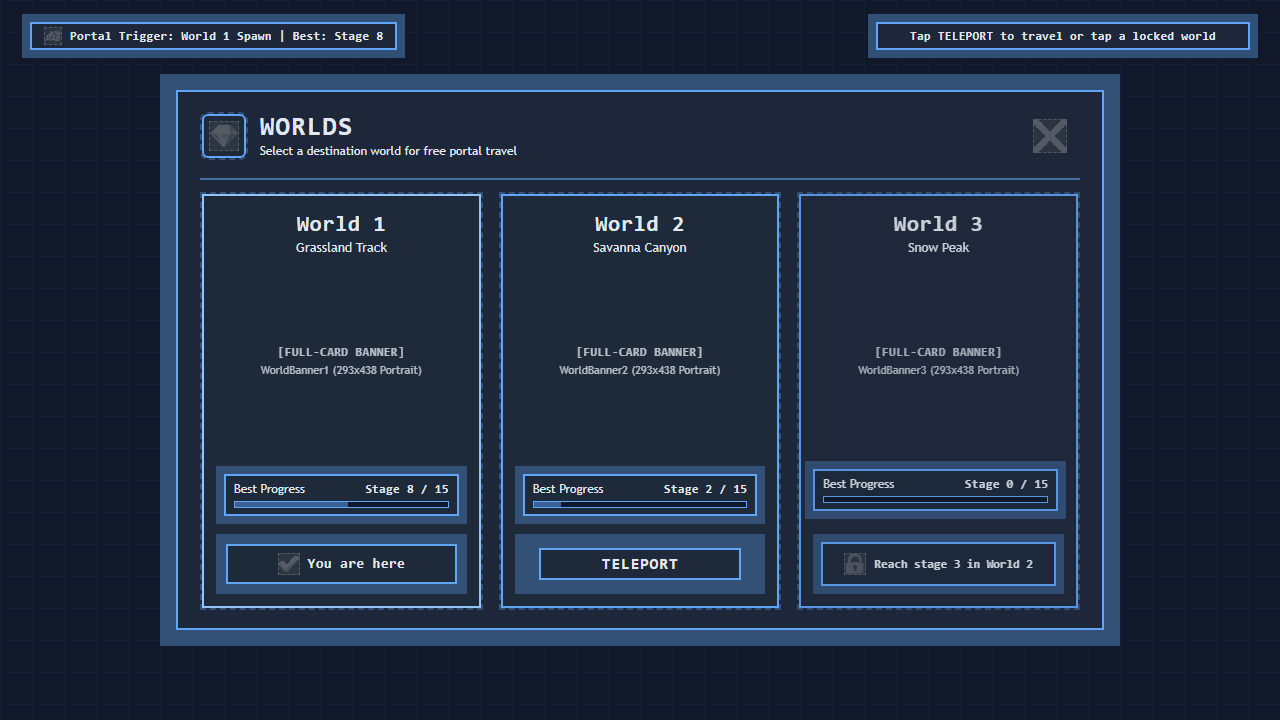 Portal Trigger: World 1 Spawn | Best: Stage 8
Tap TELEPORT to travel or tap a locked world
WORLDS
Select a destination world for free portal travel
World 1
Grassland Track
[FULL-CARD BANNER]
WorldBanner1 (293x438 Portrait)
Best Progress
Stage 8 / 15
You are here
World 2
Savanna Canyon
[FULL-CARD BANNER]
WorldBanner2 (293x438 Portrait)
Best Progress
Stage 2 / 15
TELEPORT
World 3
Snow Peak
[FULL-CARD BANNER]
WorldBanner3 (293x438 Portrait)
Best Progress
Stage 0 / 15
Reach stage 3 in World 2